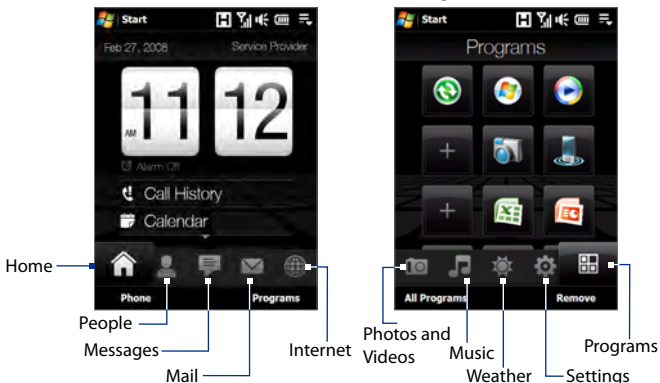 Start
H
Feb 27, 2008
Service Provider
11
12
AM
Alarm Off
Call History
Calendar
Phone
Programs
Home
People
Messages
Mail
Internet
Start
H
Programs
All Programs
Remove
Photos and
Videos
Music
Weather
Settings
Programs